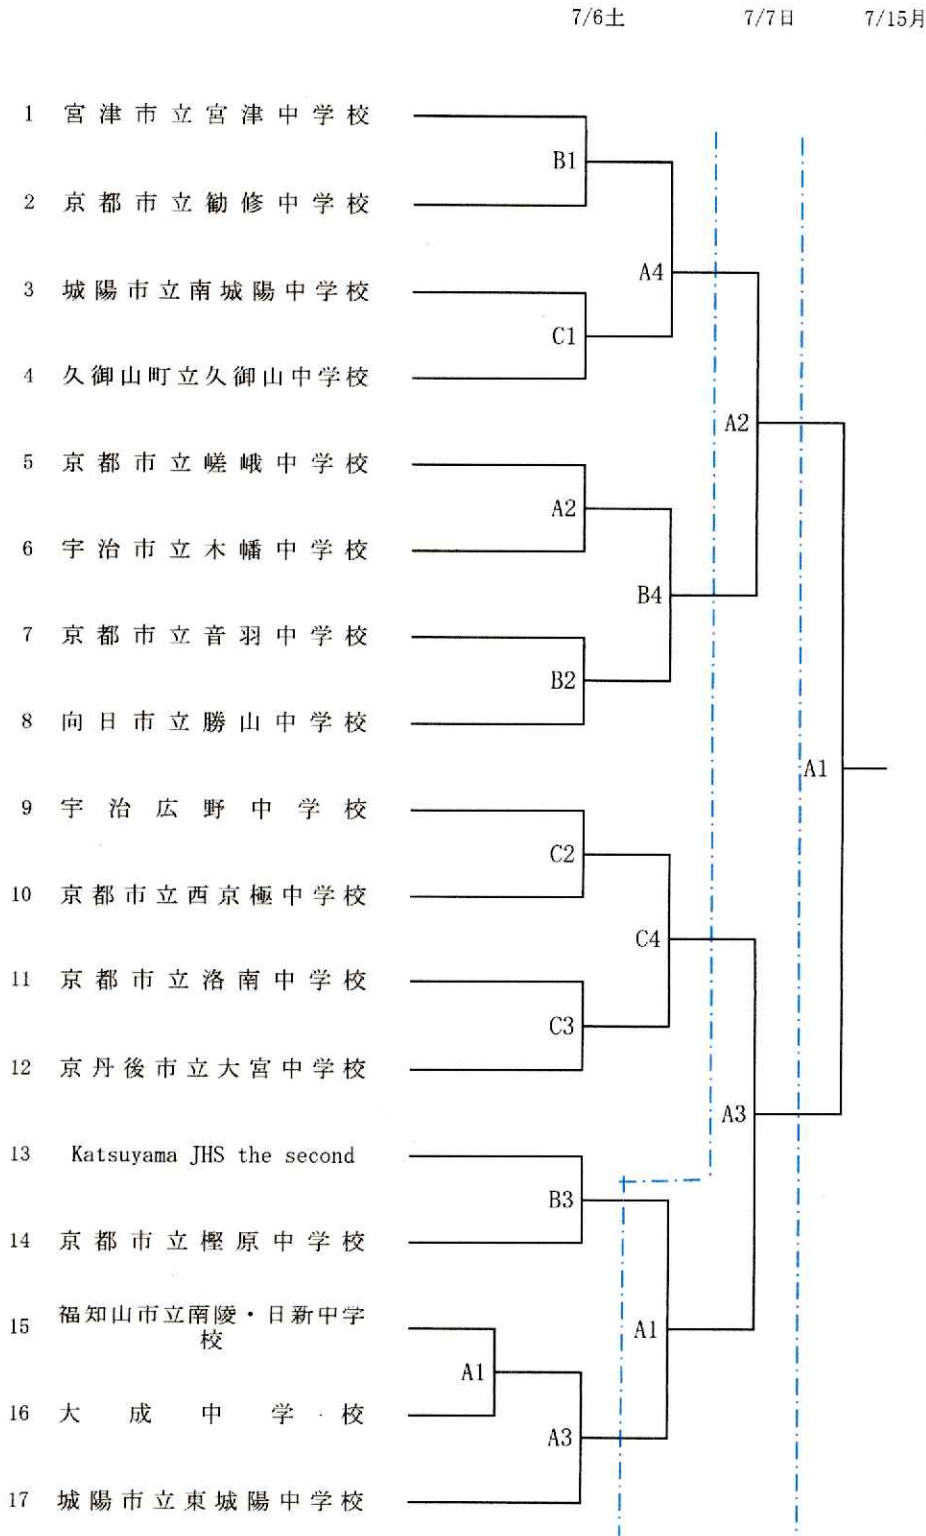 7/6土 7/7日 7/15月
1 宮津市立宮津中学校
B1
2 京都市立勧修中学校
A4
3 城陽市立南城陽中学校
C1
4 久御山町立久御山中学校
A2
5 京都市立嵯峨中学校
A2
6 宇治市立木幡中学校
B4
7 京都市立音羽中学校
B2
8 向日市立勝山中学校
A1
9 宇治広野中学校
C2
10 京都市立西京極中学校
C4
11 京都市立洛南中学校
C3
12 京丹後市立大宮中学校
A3
13 Katsuyama JHS the second
B3
14 京都市立樫原中学校
15 福知山市立南陵・日新中学
校
A1
A1
16 大成中学校
A3
17 城陽市立東城陽中学校